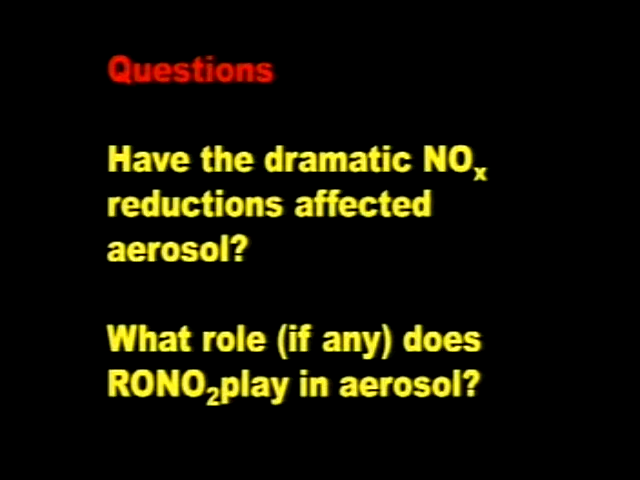 Questions
Have the dramatic NOx
reductions affected
aerosol?
What role (if any) does
RONO2play in aerosol?